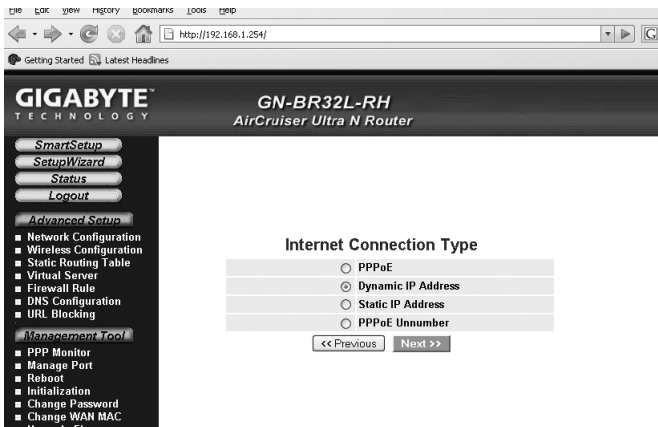 File Edit View History Bookmarks Tools Help
http://192.168.1.254/
G
Getting Started Latest Headlines
GIGABYTE™
TECHNOLOGY
GN-BR32L-RH
AirCruiser Ultra N Router
SmartSetup
SetupWizard
Status
Logout
Advanced Setup
Network Configuration
Wireless Configuration
Static Routing Table
Virtual Server
Firewall Rule
DNS Configuration
URL Blocking
Management Tool
PPP Monitor
Manage Port
Reboot
Initialization
Change Password
Change WAN MAC
Internet Connection Type
PPPoE
Dynamic IP Address
Static IP Address
PPPoE Unnumber
<< Previous Next >>